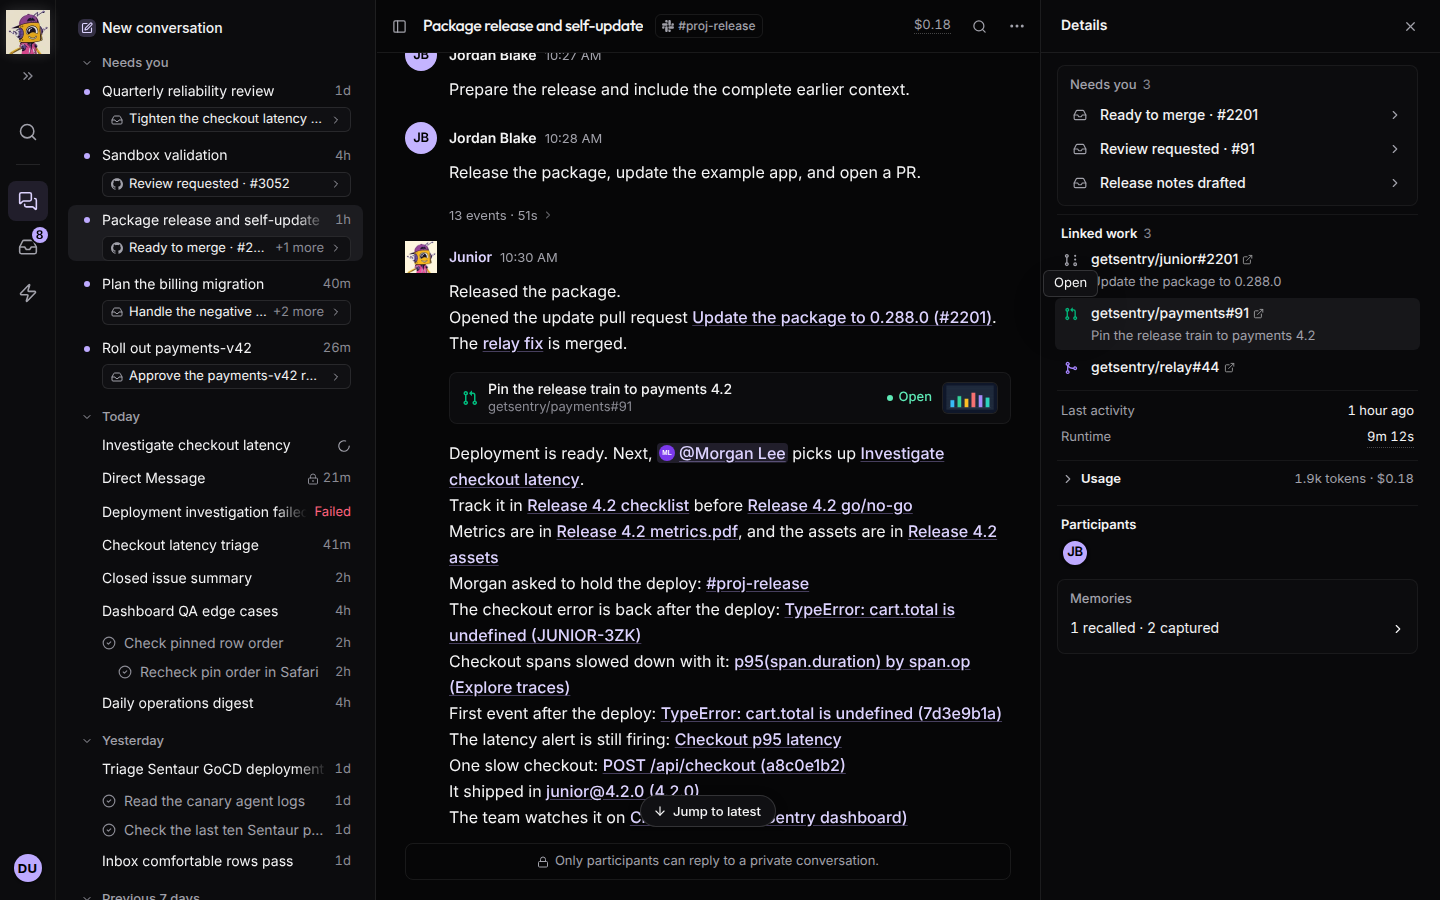 New conversation
Needs you
Quarterly reliability review 1d
Tighten the checkout latency ...
Sandbox validation 4h
Review requested · #3052
Package release and self-update 1h
Ready to merge · #2... +1 more
Plan the billing migration 40m
Handle the negative ... +2 more
Roll out payments-v42 26m
Approve the payments-v42 r...
Today
Investigate checkout latency
Direct Message 21m
Deployment investigation failed Failed
Checkout latency triage 41m
Closed issue summary 2h
Dashboard QA edge cases 4h
Check pinned row order 2h
Recheck pin order in Safari 2h
Daily operations digest 4h
Yesterday
Triage Sentaur GoCD deployment 1d
Read the canary agent logs 1d
Check the last ten Sentaur p... 1d
Inbox comfortable rows pass 1d
Previous 7 days
8
DU
Package release and self-update #proj-release $0.18
JB Jordan Blake 10:27 AM
Prepare the release and include the complete earlier context.
JB Jordan Blake 10:28 AM
Release the package, update the example app, and open a PR.
13 events · 51s
Junior 10:30 AM
Released the package.
Opened the update pull request Update the package to 0.288.0 (#2201).
The relay fix is merged.
Pin the release train to payments 4.2
getsentry/payments#91
Open
Deployment is ready. Next, ML @Morgan Lee picks up Investigate
checkout latency.
Track it in Release 4.2 checklist before Release 4.2 go/no-go
Metrics are in Release 4.2 metrics.pdf, and the assets are in Release 4.2
assets
Morgan asked to hold the deploy: #proj-release
The checkout error is back after the deploy: TypeError: cart.total is
undefined (JUNIOR-3ZK)
Checkout spans slowed down with it: p95(span.duration) by span.op
(Explore traces)
First event after the deploy: TypeError: cart.total is undefined (7d3e9b1a)
The latency alert is still firing: Checkout p95 latency
One slow checkout: POST /api/checkout (a8c0e1b2)
It shipped in junior@4.2.0 (4.2.0)
The team watches it on C entry dashboard)
Jump to latest
Only participants can reply to a private conversation.
Details
Needs you 3
Ready to merge · #2201
Review requested · #91
Release notes drafted
Linked work 3
getsentry/junior#2201
Update the package to 0.288.0
Open
getsentry/payments#91
Pin the release train to payments 4.2
getsentry/relay#44
Last activity 1 hour ago
Runtime 9m 12s
Usage 1.9k tokens · $0.18
Participants
JB
Memories
1 recalled · 2 captured